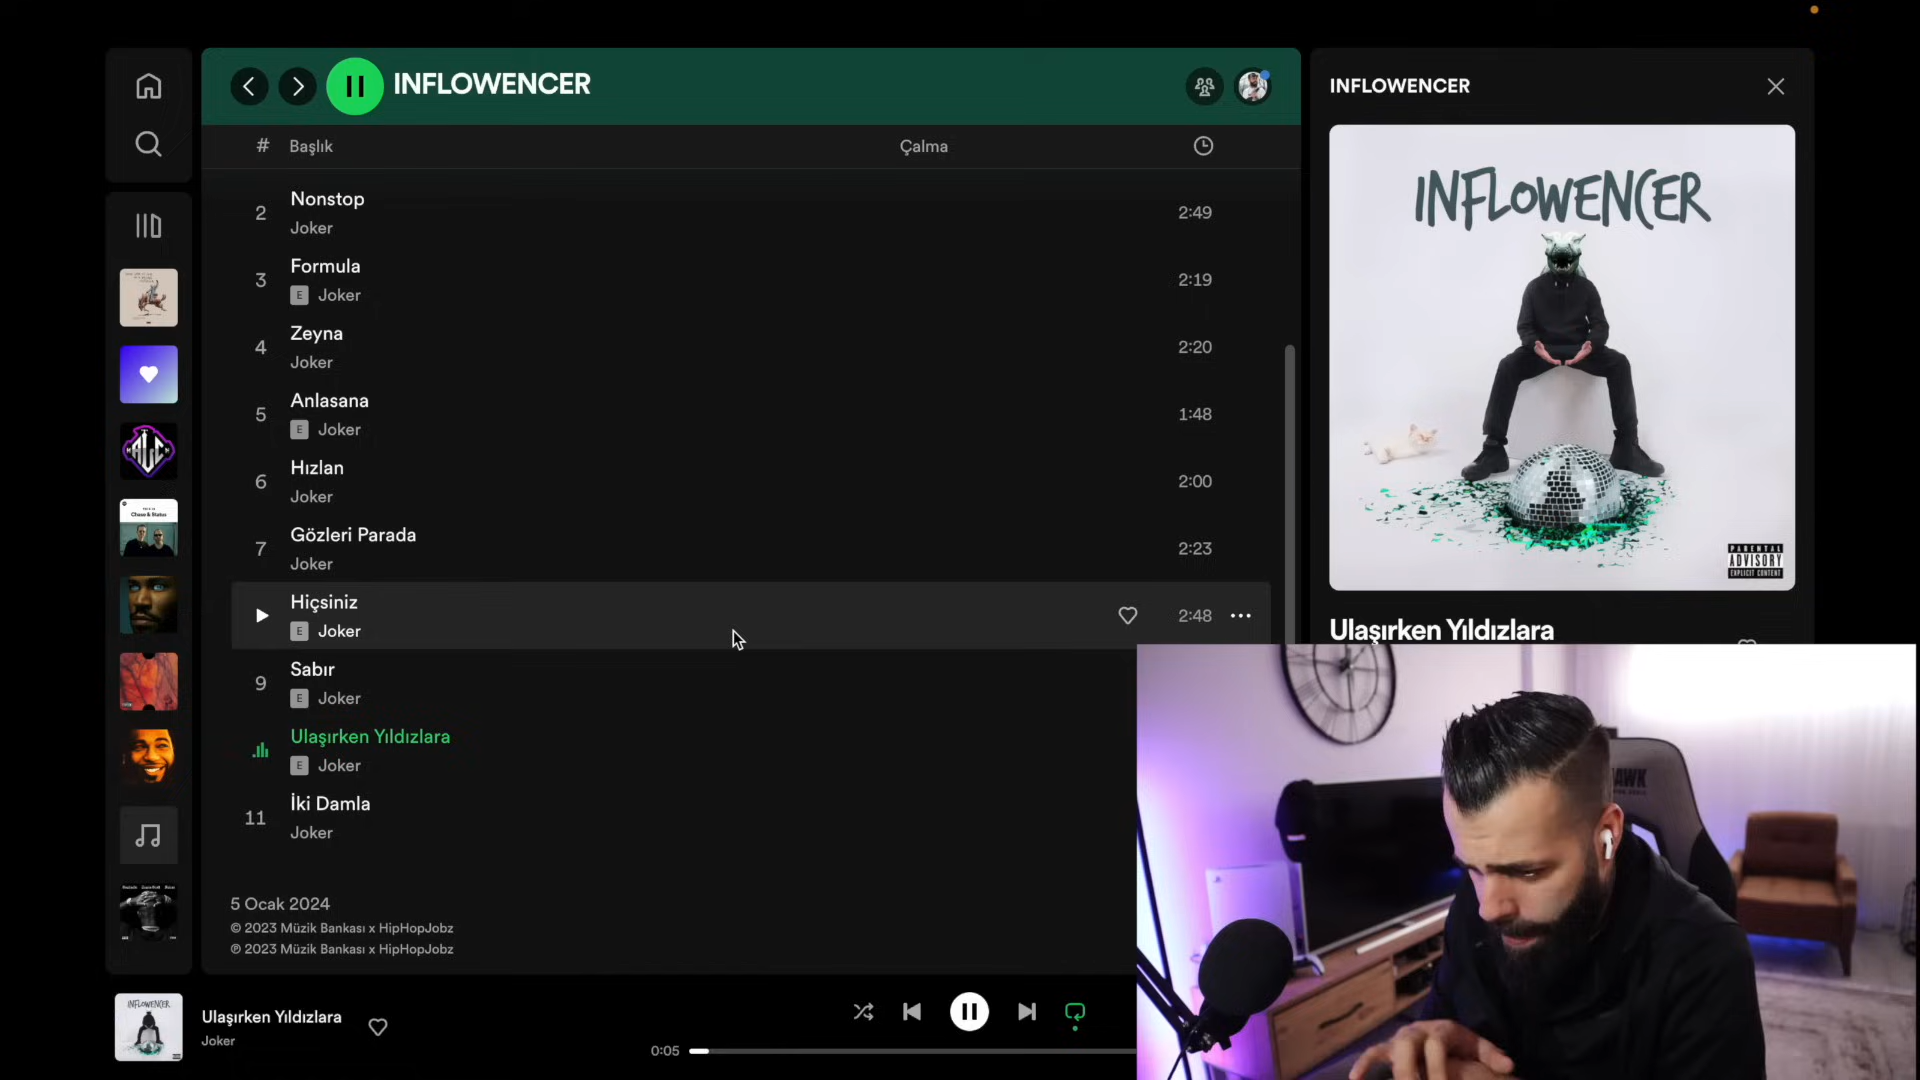 INFLOWENCER
# Başlık Çalma
2 Nonstop 2:49
Joker
3 Formula 2:19
E Joker
4 Zeyna 2:20
Joker
5 Anlasana 1:48
E Joker
6 Hızlan 2:00
Joker
7 Gözleri Parada 2:23
Joker
Hiçsiniz 2:48
E Joker
9 Sabır
E Joker
Ulaşırken Yıldızlara
E Joker
11 İki Damla
Joker
5 Ocak 2024
© 2023 Müzik Bankası x HipHopJobz
℗ 2023 Müzik Bankası x HipHopJobz
INFLOWENCER
INFLOWENCER
PARENTAL
ADVISORY
EXPLICIT CONTENT
Ulaşırken Yıldızlara
Chase & Status
INFLOWENCER
Ulaşırken Yıldızlara
Joker
0:05